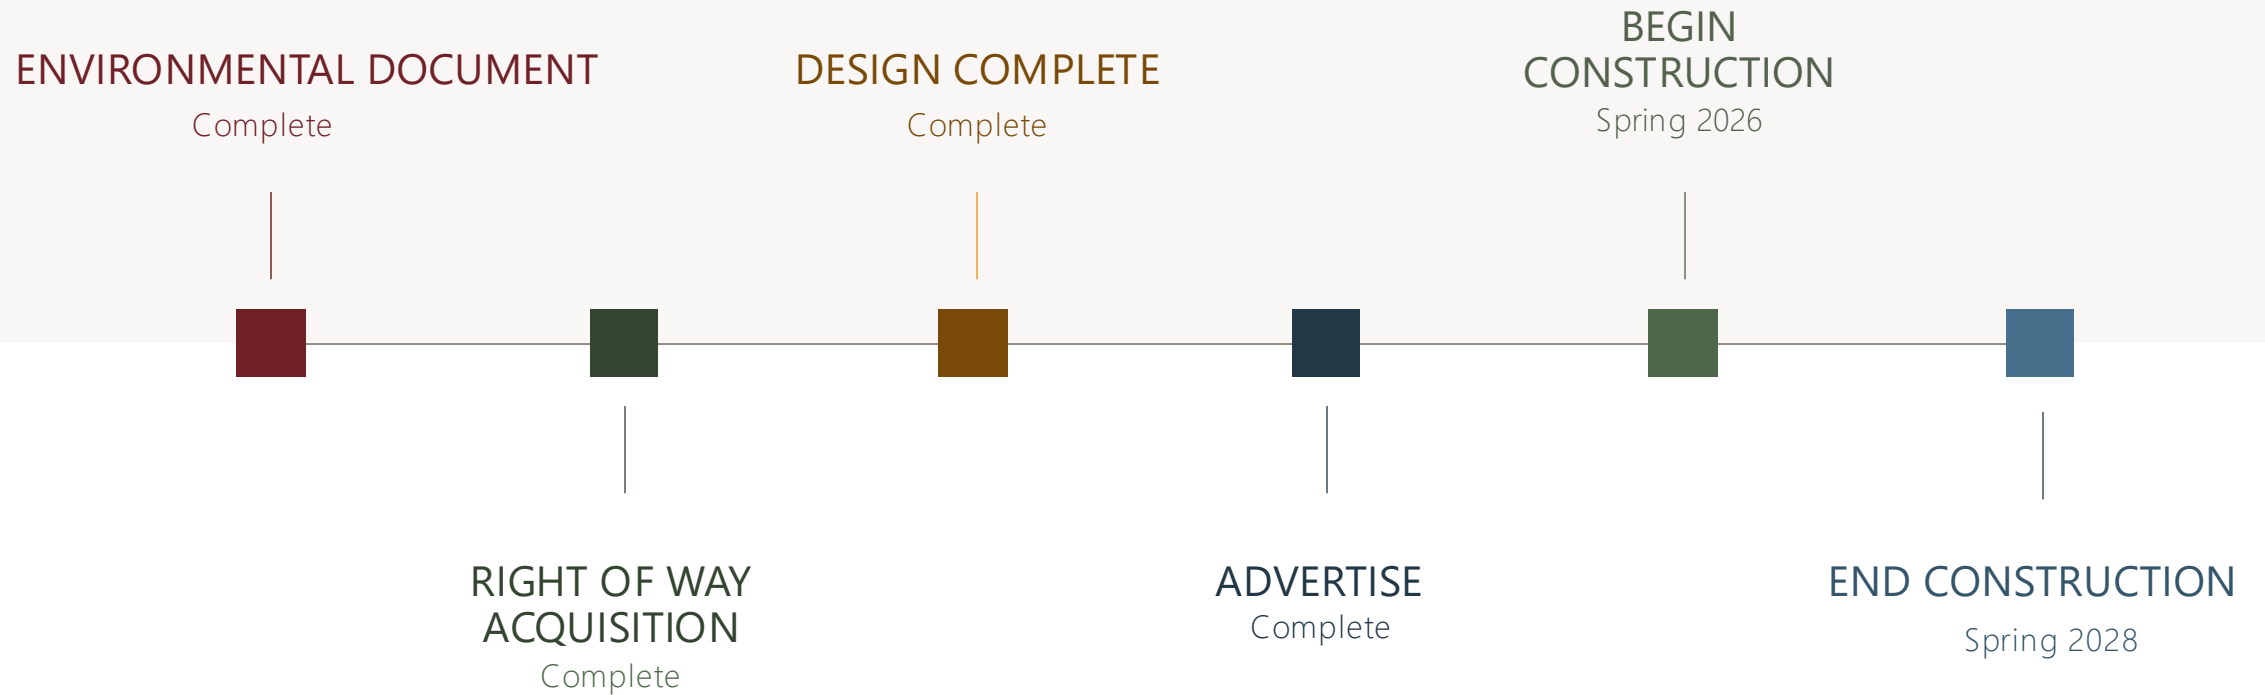 ENVIRONMENTAL DOCUMENT
Complete
RIGHT OF WAY
ACQUISITION
Complete
DESIGN COMPLETE
Complete
ADVERTISE
Complete
BEGIN
CONSTRUCTION
Spring 2026
END CONSTRUCTION
Spring 2028